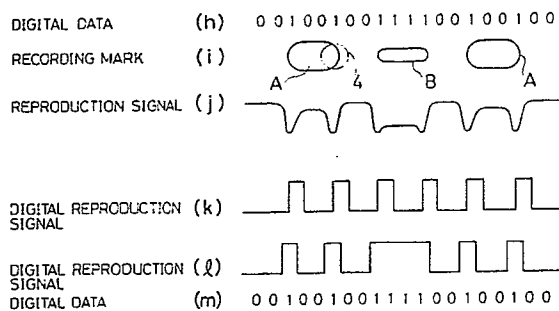 DIGITAL DATA (h) 0 0 1 0 0 1 0 0 1 0 0 1 0 0 1 0 0 1 0 0
RECORDING MARK (i)
A 4 B A
REPRODUCTION SIGNAL (j)
DIGITAL REPRODUCTION (k)
SIGNAL
DIGITAL REPRODUCTION (ℓ)
SIGNAL
DIGITAL DATA (m) 0 0 1 0 0 1 0 0 1 1 1 1 0 0 1 0 0 1 0 0